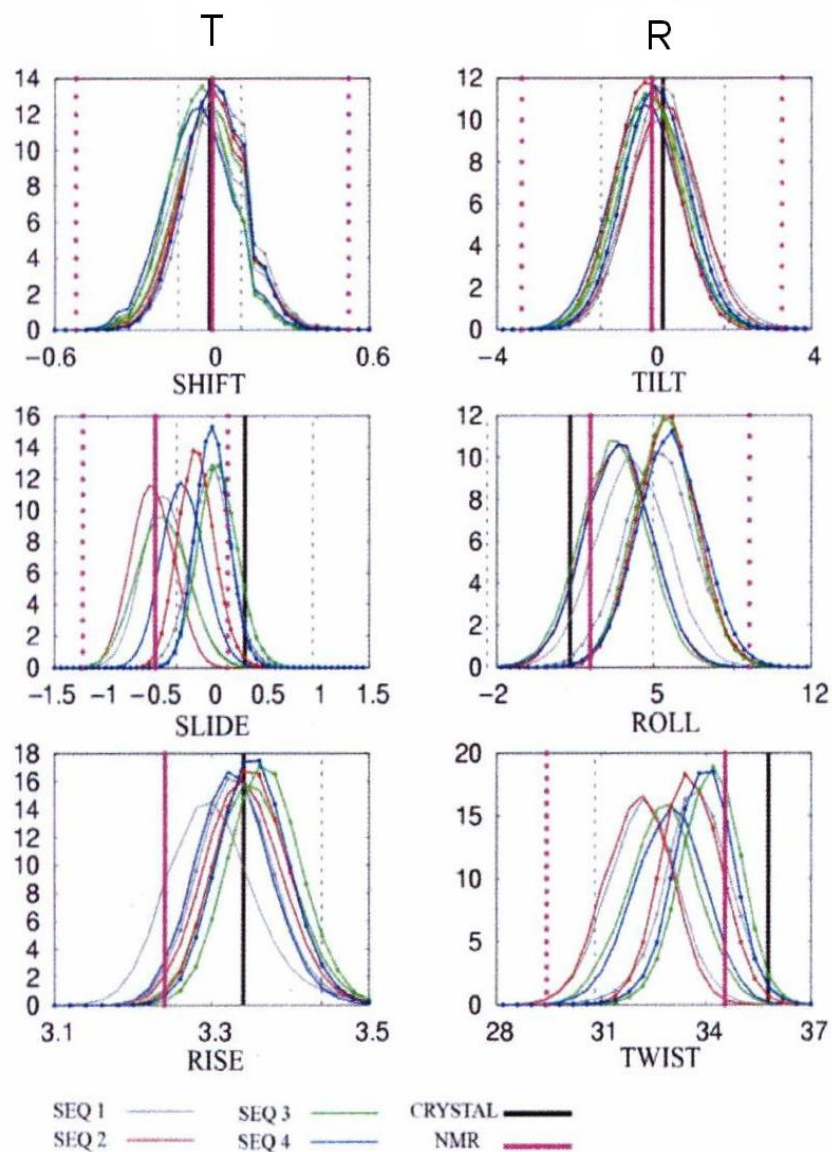 T R
14 12 10 8 6 4 2 0
-0.6 0 0.6
SHIFT
12 10 8 6 4 2 0
-4 0 4
TILT
16 14 12 10 8 6 4 2 0
-1.5 -1 -0.5 0 0.5 1 1.5
SLIDE
12 10 8 6 4 2 0
-2 5 12
ROLL
18 16 14 12 10 8 6 4 2 0
3.1 3.3 3.5
RISE
20 15 10 5 0
28 31 34 37
TWIST
SEQ 1 SEQ 3 CRYSTAL
SEQ 2 SEQ 4 NMR